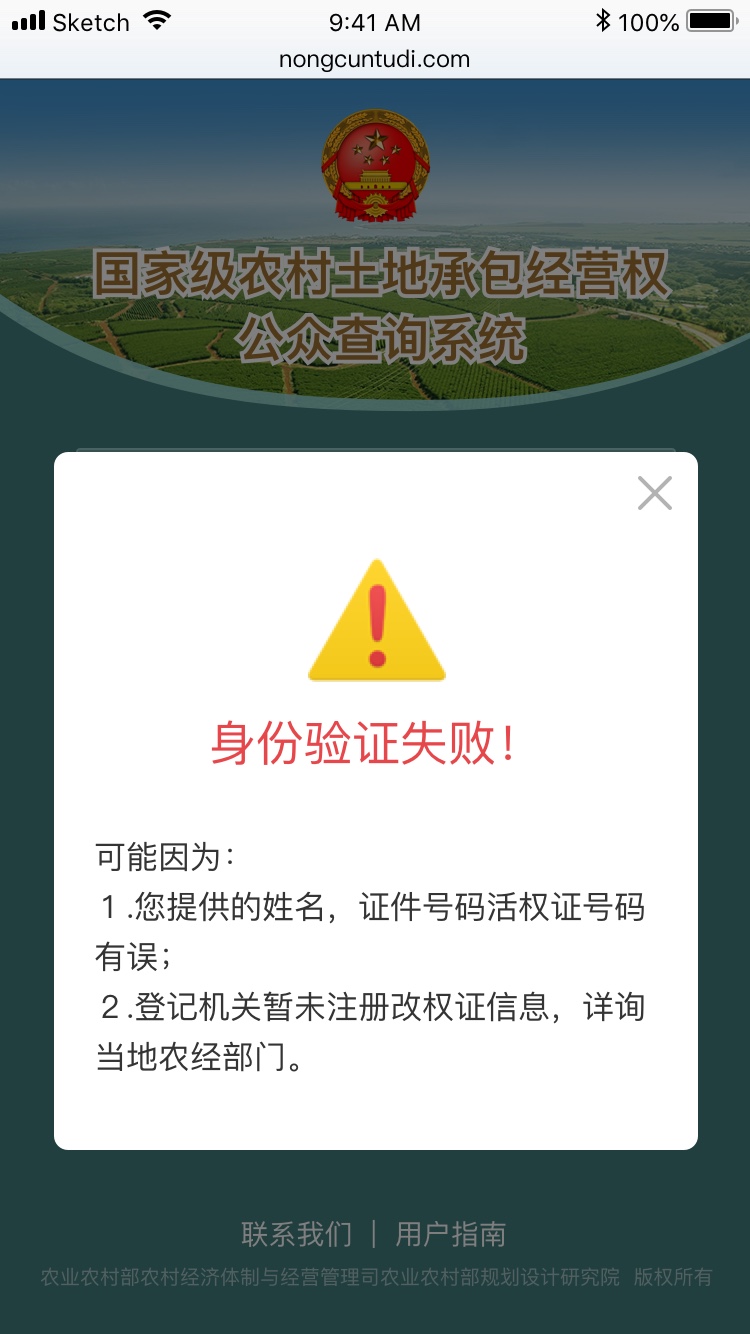 Sketch 9:41 AM 100%
nongcuntudi.com
国家级农村土地承包经营权
公众查询系统
身份验证失败！
可能因为：
１.您提供的姓名，证件号码活权证号码
有误；
２.登记机关暂未注册改权证信息，详询
当地农经部门。
联系我们 | 用户指南
农业农村部农村经济体制与经营管理司农业农村部规划设计研究院 版权所有